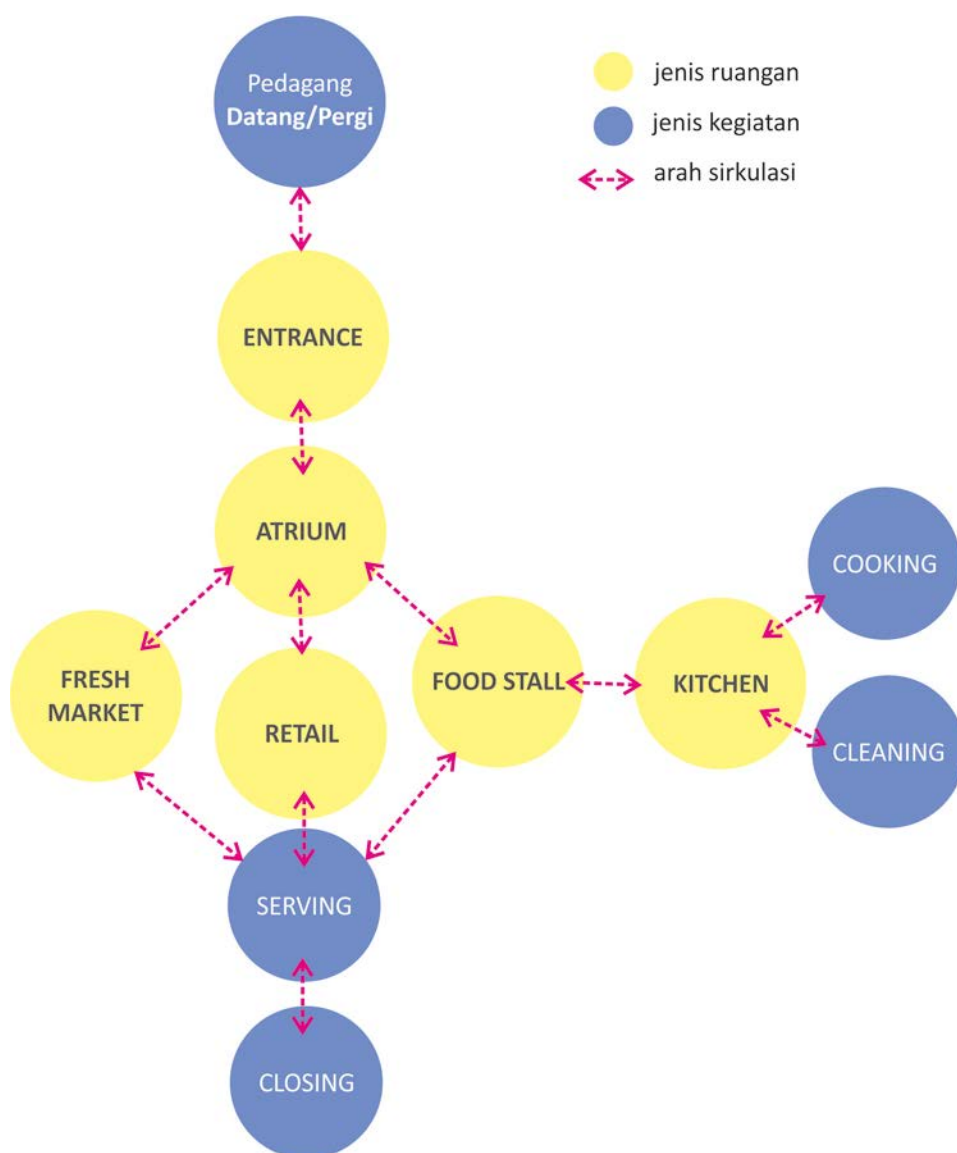 Pedagang
Datang/Pergi
jenis ruangan
jenis kegiatan
arah sirkulasi
ENTRANCE
ATRIUM
COOKING
FRESH
MARKET
RETAIL
FOOD STALL
KITCHEN
CLEANING
SERVING
CLOSING